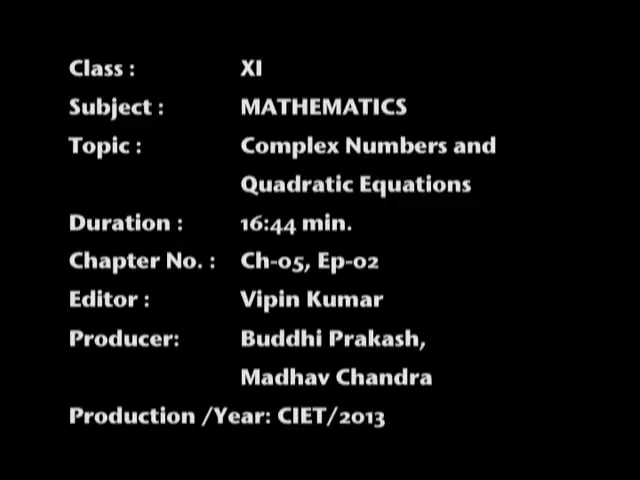 Class : XI
Subject : MATHEMATICS
Topic : Complex Numbers and
Quadratic Equations
Duration : 16:44 min.
Chapter No. : Ch-05, Ep-02
Editor : Vipin Kumar
Producer: Buddhi Prakash,
Madhav Chandra
Production /Year: CIET/2013